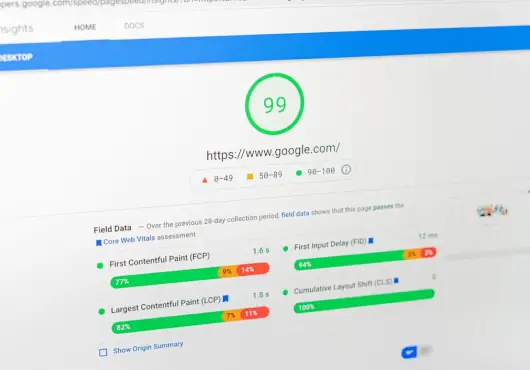 pers.google.com/speed/pagespeed/insights/
nsights HOME DOCS
DESKTOP
99
https://www.google.com/
0-49 50-89 90-100
Field Data — Over the previous 28-day collection period, field data shows that this page passes the
Core Web Vitals assessment
First Contentful Paint (FCP) 1.6 s
77% 9% 14%
First Input Delay (FID) 12 ms
94% 3% 2%
Largest Contentful Paint (LCP) 1.8 s
82% 7% 11%
Cumulative Layout Shift (CLS) 0
100%
Show Origin Summary